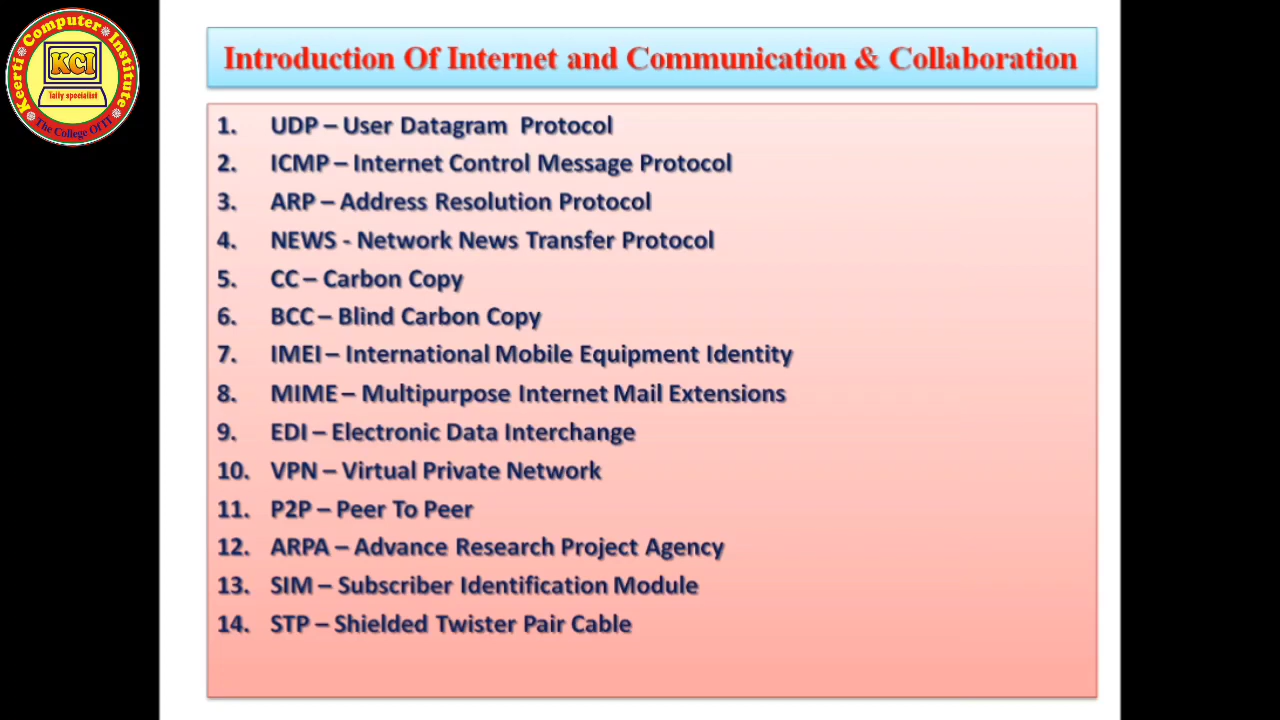 Keerti Computer Institute
KCI
Tally specialist
The College Of IT
Introduction Of Internet and Communication & Collaboration
1. UDP – User Datagram Protocol
2. ICMP – Internet Control Message Protocol
3. ARP – Address Resolution Protocol
4. NEWS - Network News Transfer Protocol
5. CC – Carbon Copy
6. BCC – Blind Carbon Copy
7. IMEI – International Mobile Equipment Identity
8. MIME – Multipurpose Internet Mail Extensions
9. EDI – Electronic Data Interchange
10. VPN – Virtual Private Network
11. P2P – Peer To Peer
12. ARPA – Advance Research Project Agency
13. SIM – Subscriber Identification Module
14. STP – Shielded Twister Pair Cable